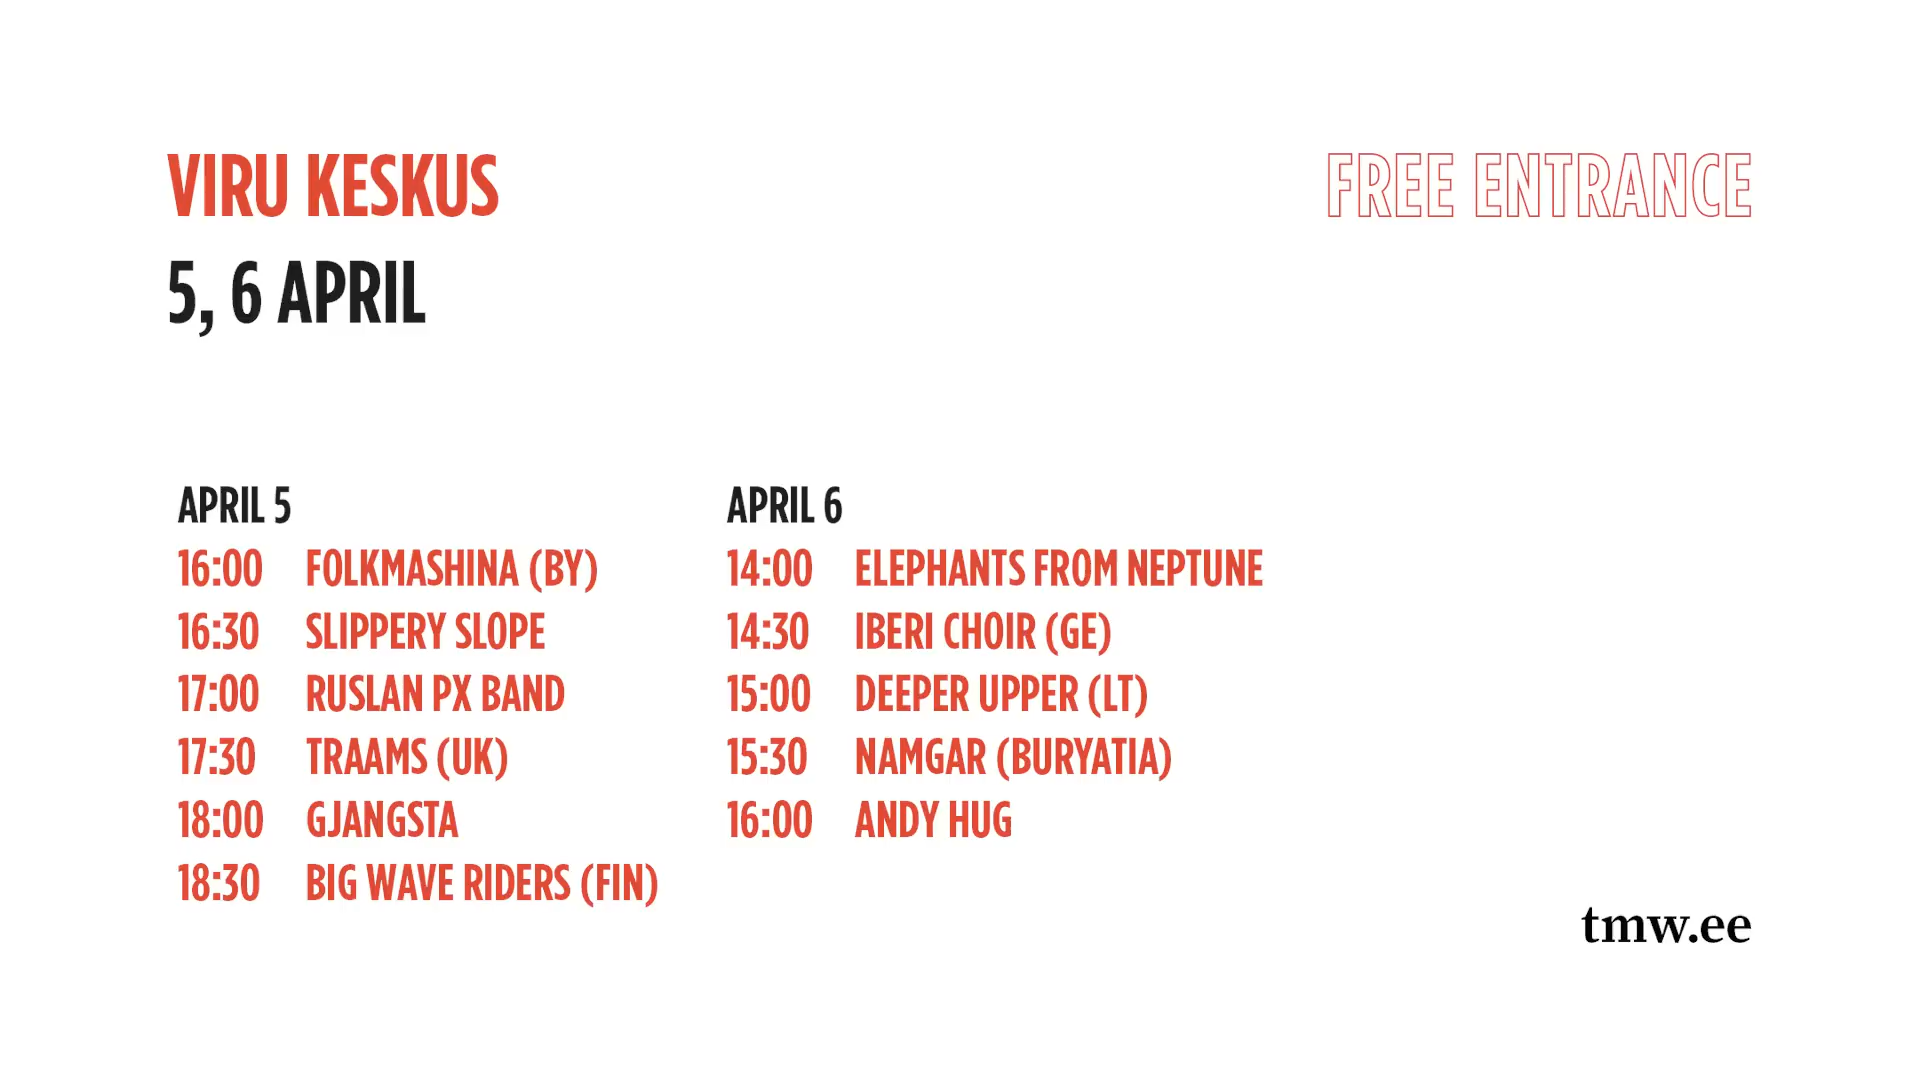 VIRU KESKUS
FREE ENTRANCE
5, 6 APRIL
APRIL 5
16:00 FOLKMASHINA (BY)
16:30 SLIPPERY SLOPE
17:00 RUSLAN PX BAND
17:30 TRAAMS (UK)
18:00 GJANGSTA
18:30 BIG WAVE RIDERS (FIN)
APRIL 6
14:00 ELEPHANTS FROM NEPTUNE
14:30 IBERI CHOIR (GE)
15:00 DEEPER UPPER (LT)
15:30 NAMGAR (BURYATIA)
16:00 ANDY HUG
tmw.ee